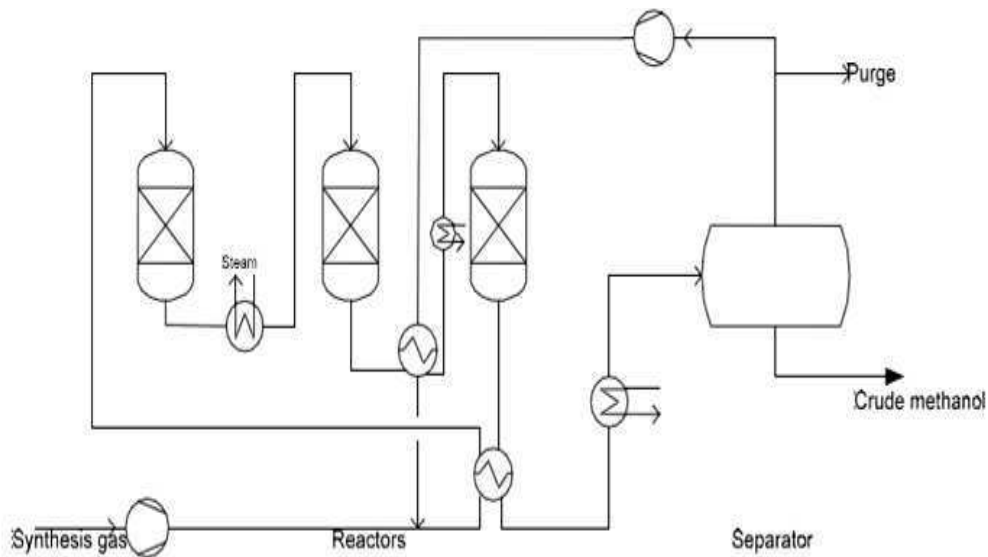 Purge
Steam
Crude methanol
Synthesis gas
Reactors
Separator